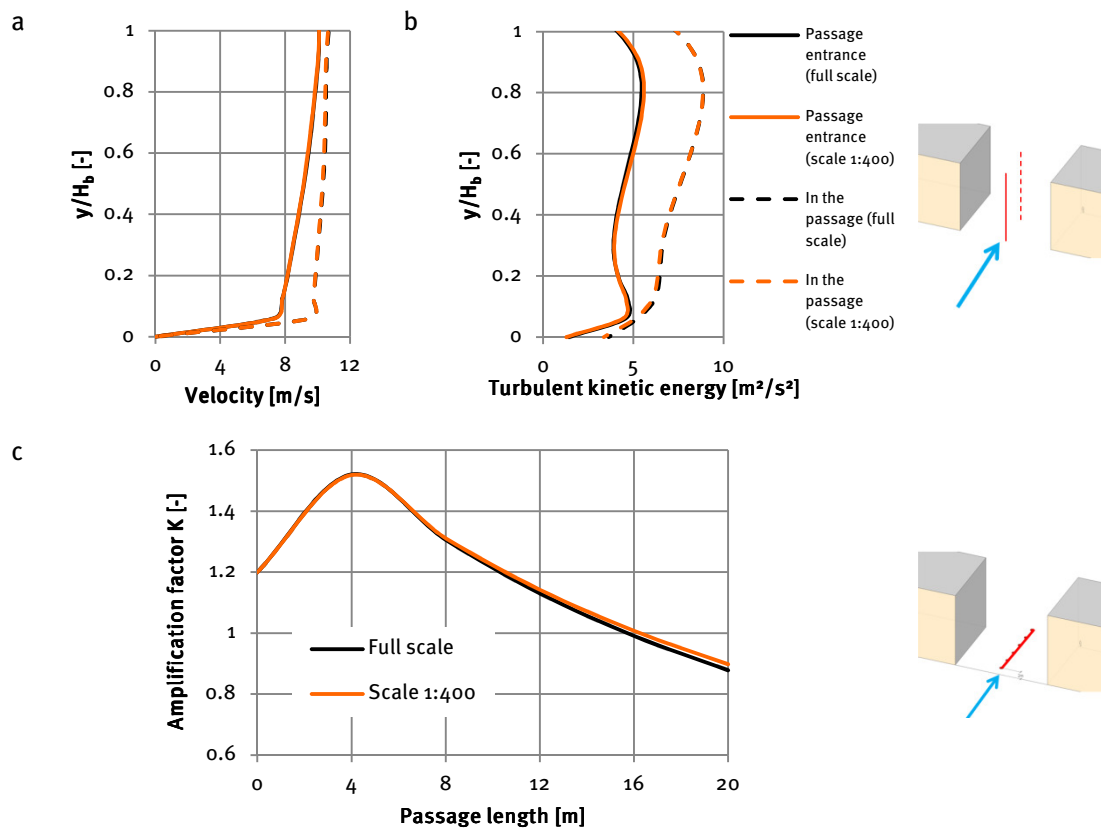 a
1
0.8
0.6
0.4
0.2
0
y/Hb [-]
0 4 8 12
Velocity [m/s]
b
1
0.8
0.6
0.4
0.2
0
y/Hb [-]
0 5 10
Turbulent kinetic energy [m²/s²]
Passage
entrance
(full scale)
Passage
entrance
(scale 1:400)
In the
passage (full
scale)
In the
passage
(scale 1:400)
c
1.6
1.4
1.2
1
0.8
0.6
Amplification factor K [-]
Full scale
Scale 1:400
0 4 8 12 16 20
Passage length [m]